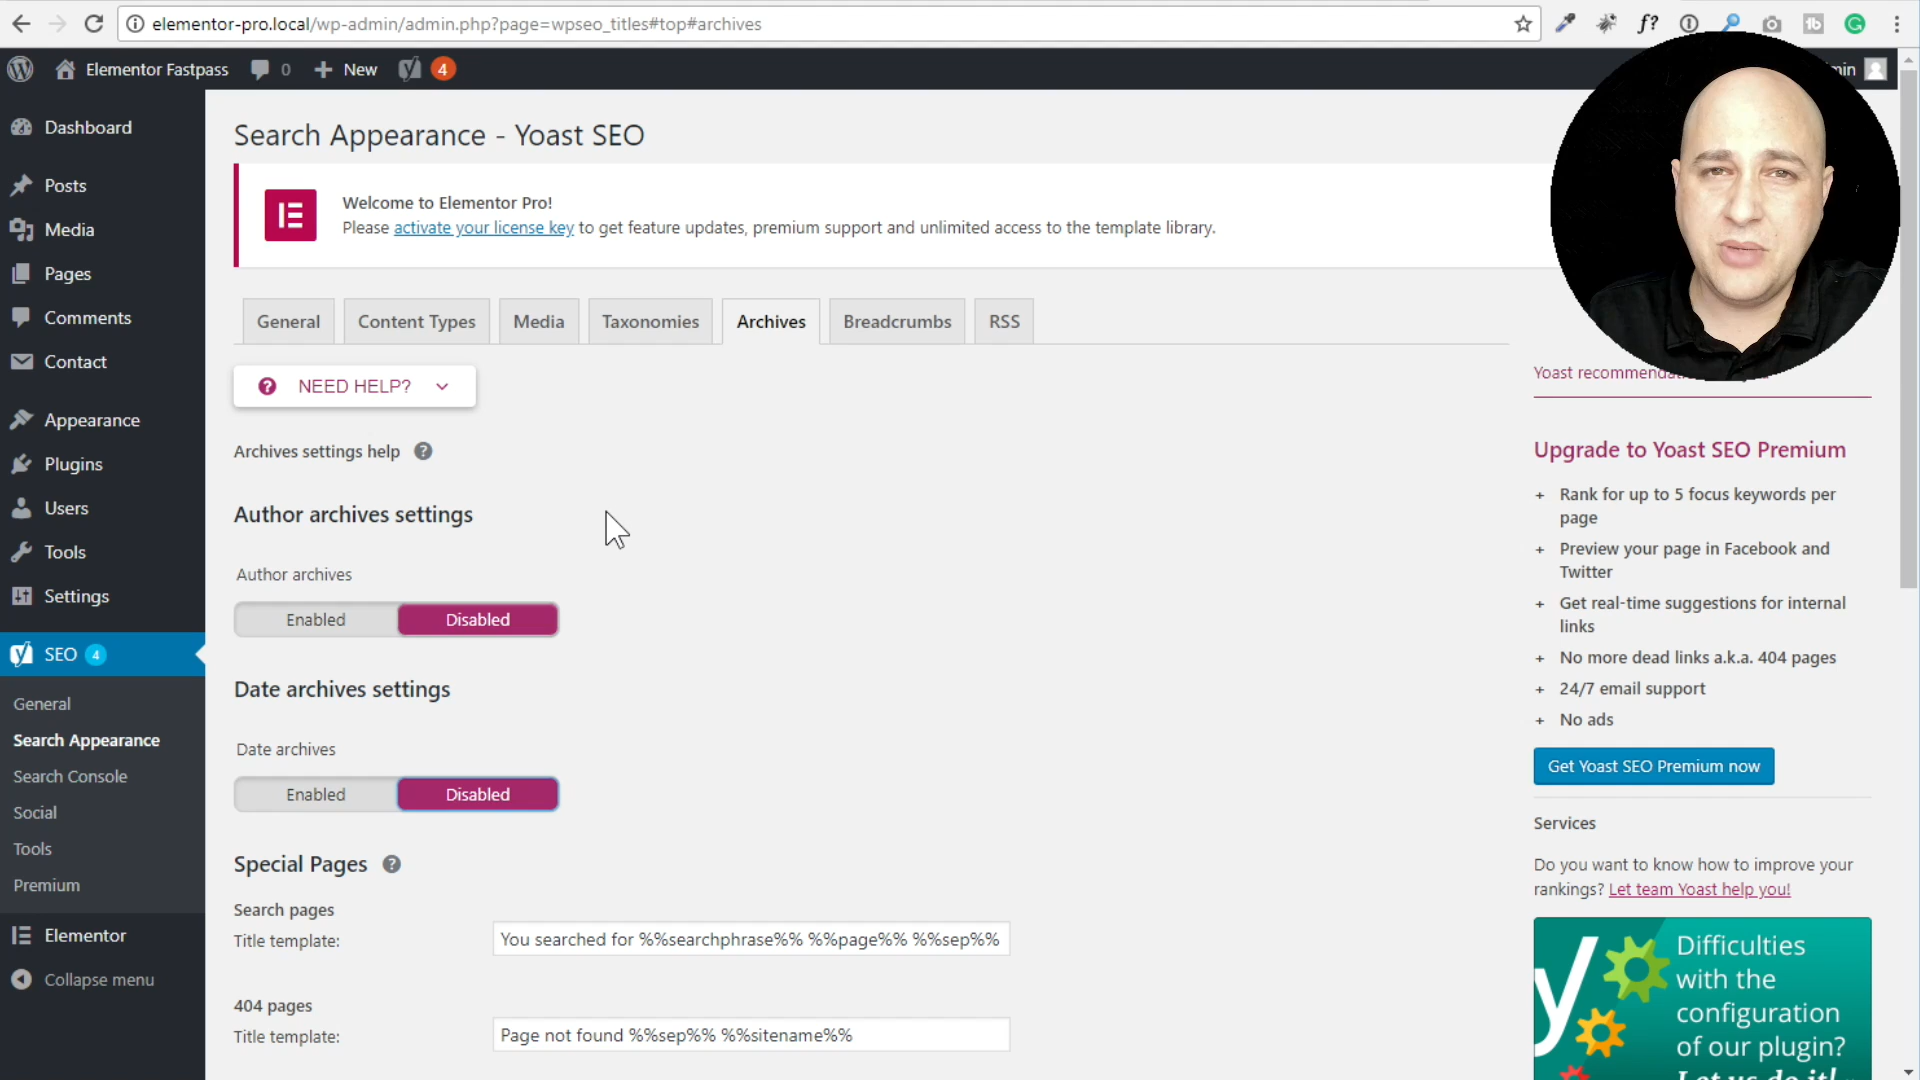 elementor-pro.local/wp-admin/admin.php?page=wpseo_titles#top#archives
Elementor Fastpass
0
New
4
Dashboard
Posts
Media
Pages
Comments
Contact
Appearance
Plugins
Users
Tools
Settings
SEO 4
General
Search Appearance
Search Console
Social
Tools
Premium
Elementor
Collapse menu
Search Appearance - Yoast SEO
Welcome to Elementor Pro!
Please activate your license key to get feature updates, premium support and unlimited access to the template library.
General
Content Types
Media
Taxonomies
Archives
Breadcrumbs
RSS
NEED HELP?
Archives settings help
Author archives settings
Author archives
Enabled
Disabled
Date archives settings
Date archives
Enabled
Disabled
Special Pages
Search pages
Title template:
You searched for %%searchphrase%% %%page%% %%sep%%
404 pages
Title template:
Page not found %%sep%% %%sitename%%
Yoast
Upgrade to Yoast SEO Premium
+ Rank for up to 5 focus keywords per
page
+ Preview your page in Facebook and
Twitter
+ Get real-time suggestions for internal
links
+ No more dead links a.k.a. 404 pages
+ 24/7 email support
+ No ads
Get Yoast SEO Premium now
Services
Do you want to know how to improve your
rankings? Let team Yoast help you!
Difficulties
with the
configuration
of our plugin?
Let us do it!